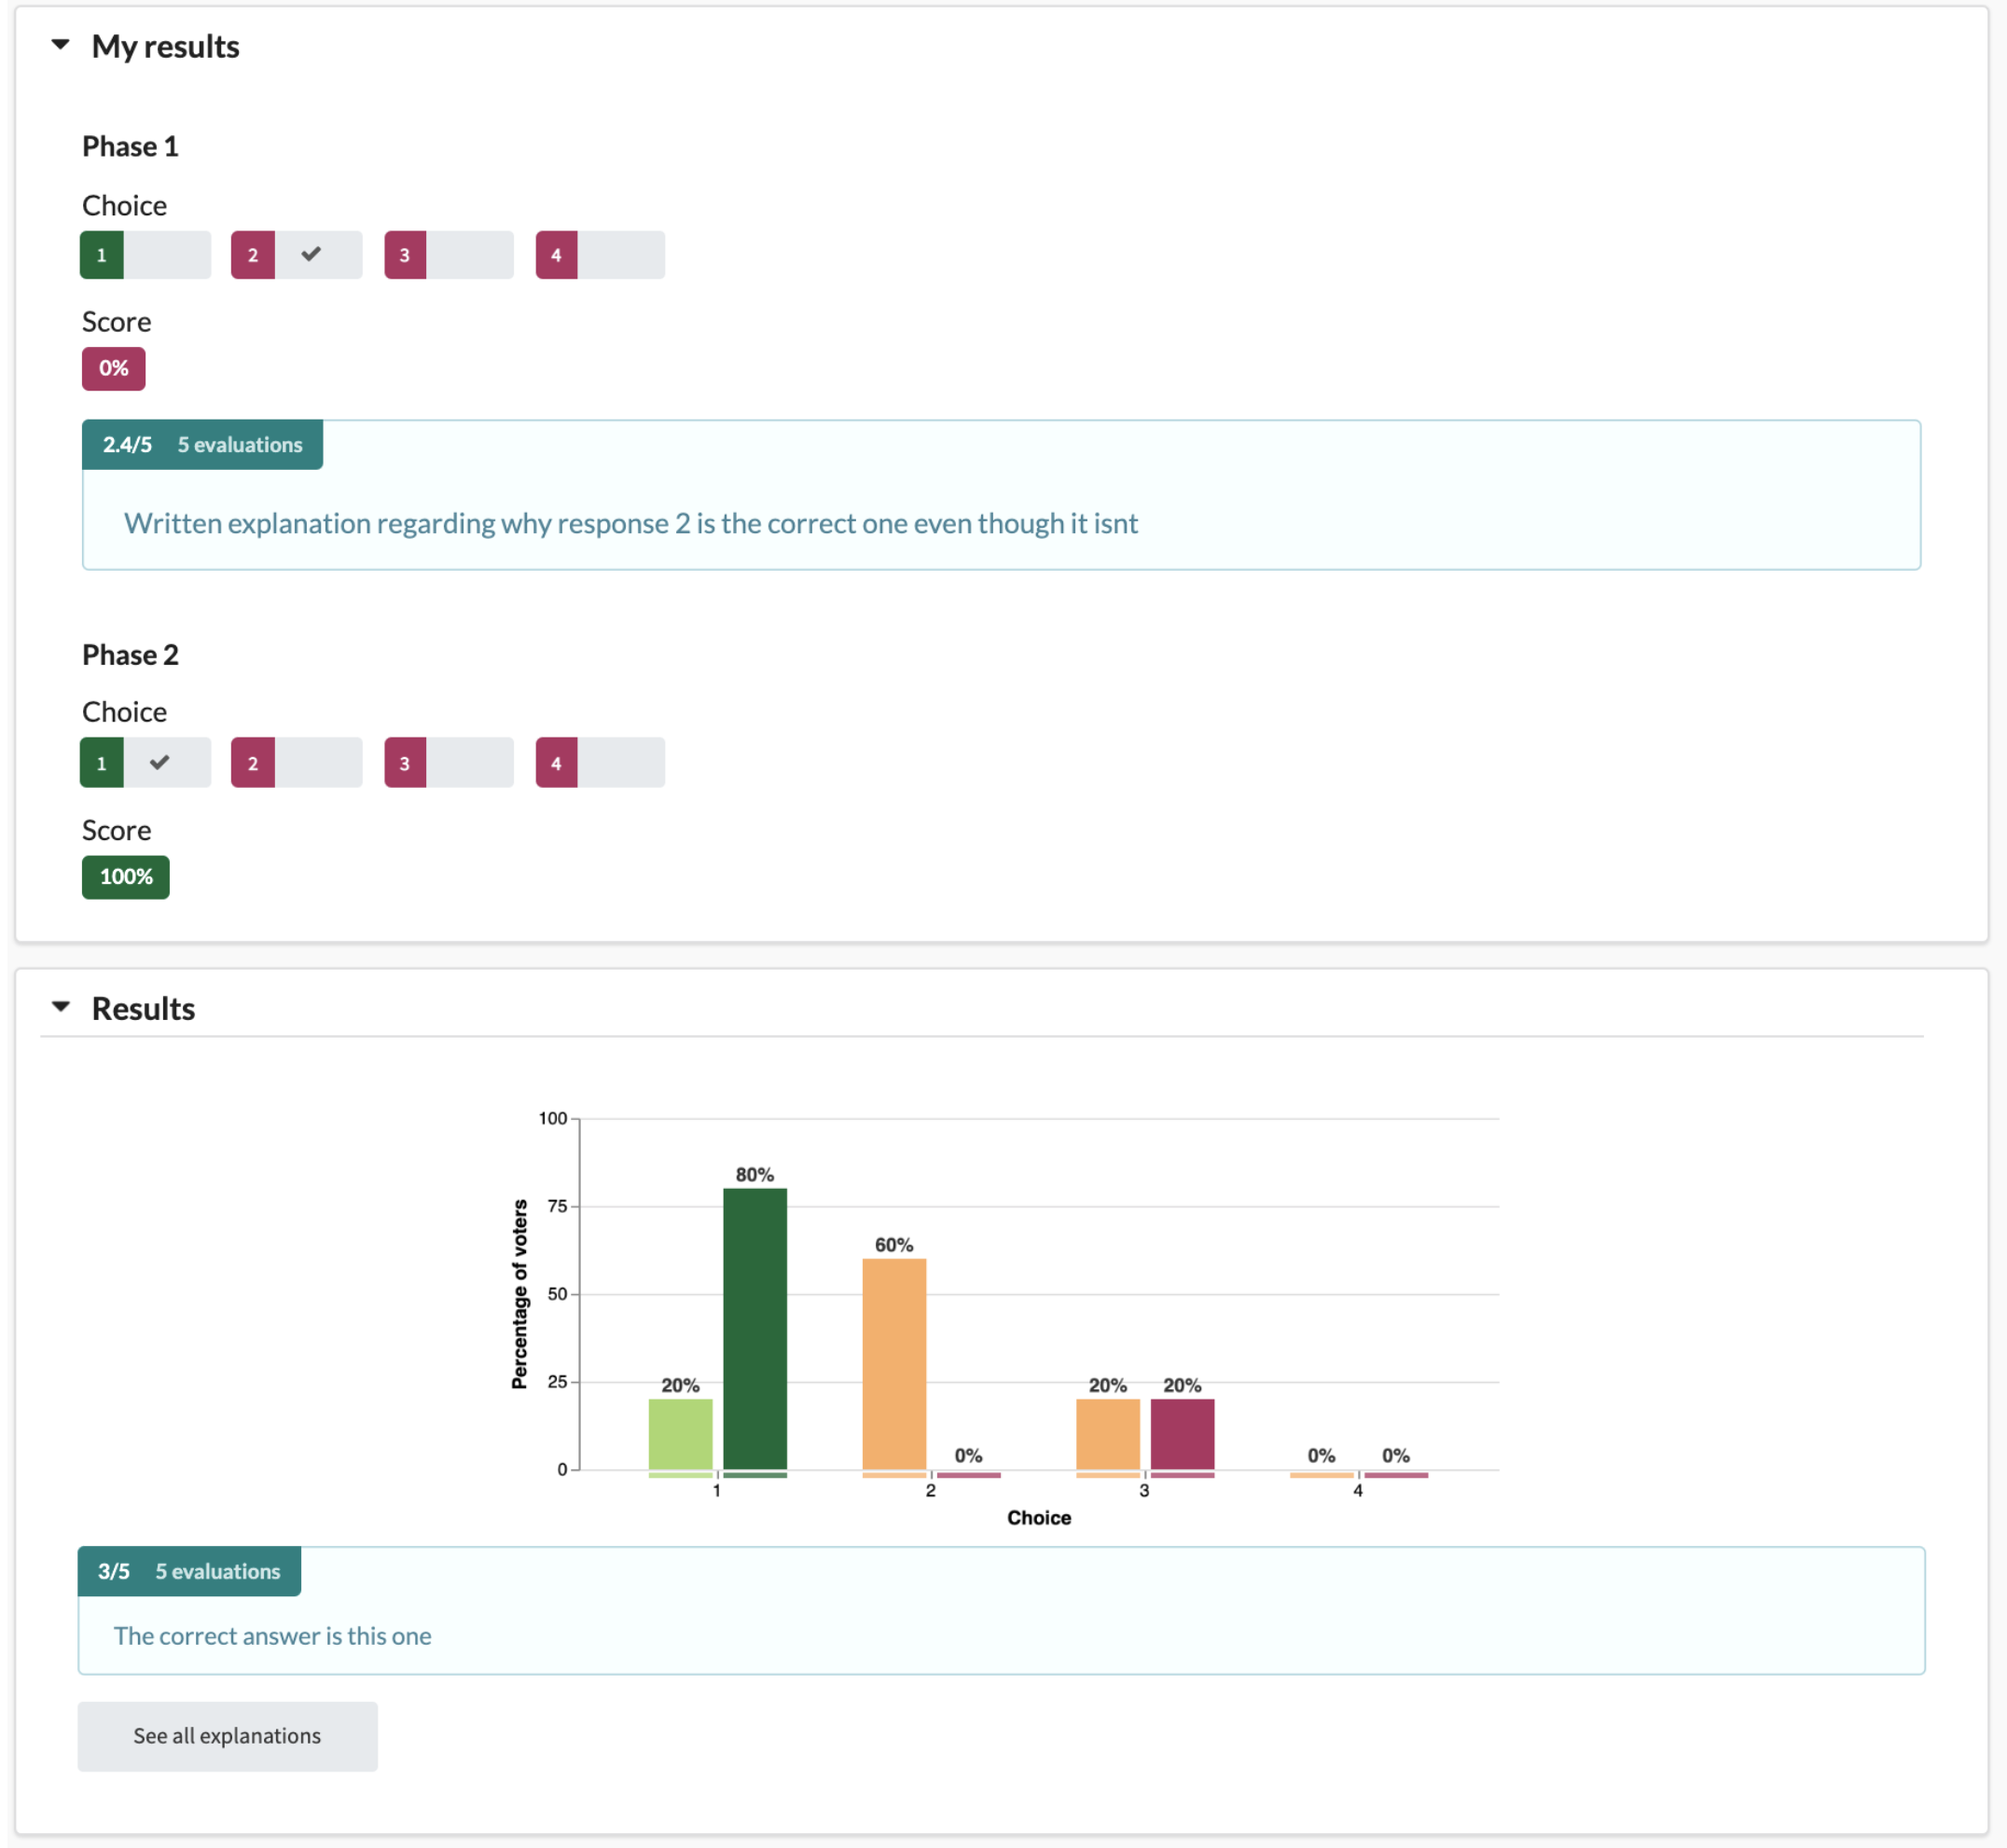 My results
Phase 1
Choice
1 2 3 4
Score
0%
2.4/5 5 evaluations
Written explanation regarding why response 2 is the correct one even though it isnt
Phase 2
Choice
1 2 3 4
Score
100%
Results
Percentage of voters
100
75
50
25
0
20% 80%
60% 0%
20% 20%
0% 0%
1 2 3 4
Choice
3/5 5 evaluations
The correct answer is this one
See all explanations